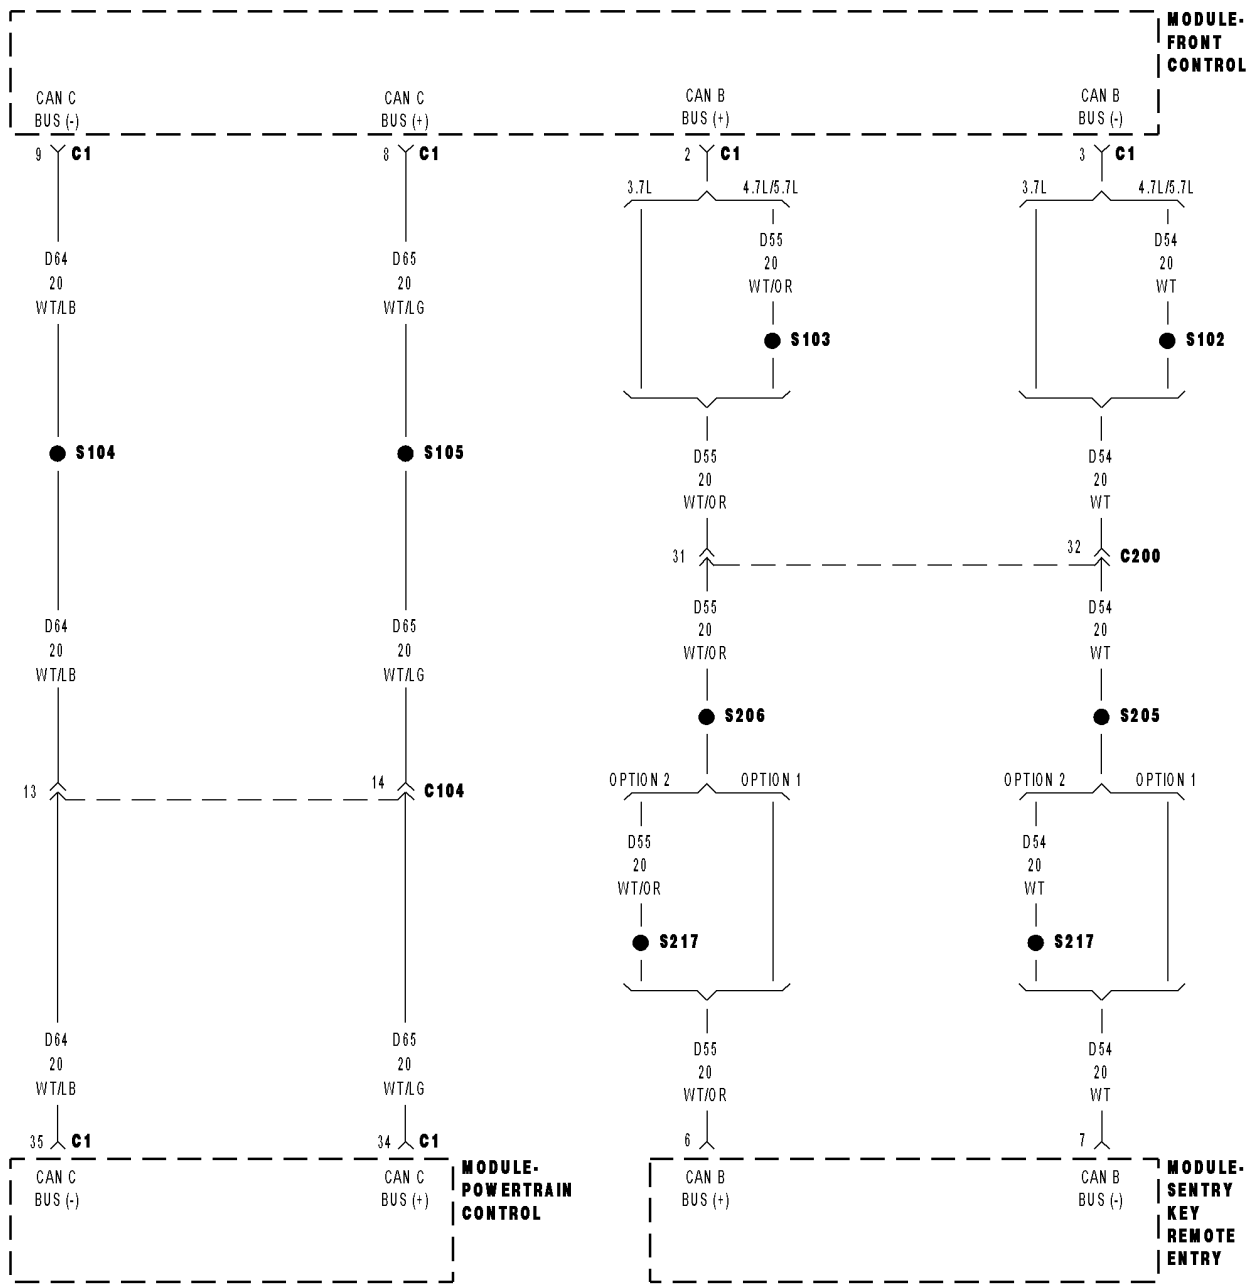 MODULE-
FRONT
CONTROL
CAN C
BUS (-)
CAN C
BUS (+)
CAN B
BUS (+)
CAN B
BUS (-)
9 C1
8 C1
2 C1
3 C1
3.7L
4.7L/5.7L
3.7L
4.7L/5.7L
D64
20
WT/LB
D65
20
WT/LG
D55
20
WT/OR
D54
20
WT
S103
S102
S104
S105
D55
20
WT/OR
D54
20
WT
31
32
C200
D64
20
WT/LB
D65
20
WT/LG
D55
20
WT/OR
D54
20
WT
S206
S205
13
14
C104
OPTION 2
OPTION 1
OPTION 2
OPTION 1
D55
20
WT/OR
D54
20
WT
S217
S217
D64
20
WT/LB
D65
20
WT/LG
D55
20
WT/OR
D54
20
WT
35 C1
34 C1
6
7
CAN C
BUS (-)
CAN C
BUS (+)
MODULE-
POWERTRAIN
CONTROL
CAN B
BUS (+)
CAN B
BUS (-)
MODULE-
SENTRY
KEY
REMOTE
ENTRY